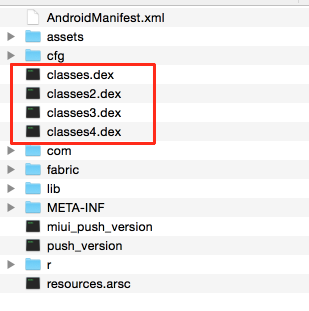 AndroidManifest.xml
assets
cfg
classes.dex
classes2.dex
classes3.dex
classes4.dex
com
fabric
lib
META-INF
miui_push_version
push_version
r
resources.arsc